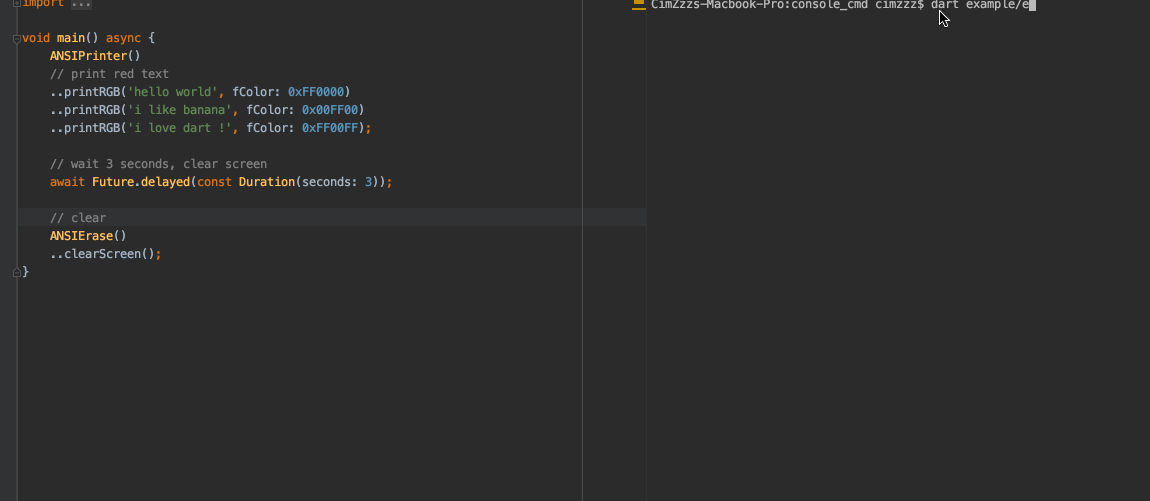 import ...
void main() async {
    ANSIPrinter()
    // print red text
    ..printRGB('hello world', fColor: 0xFF0000)
    ..printRGB('i like banana', fColor: 0x00FF00)
    ..printRGB('i love dart !', fColor: 0xFF00FF);
    // wait 3 seconds, clear screen
    await Future.delayed(const Duration(seconds: 3));
    // clear
    ANSIErase()
    ..clearScreen();
}
CimZzzs-Macbook-Pro:console_cmd cimzzz$ dart example/e